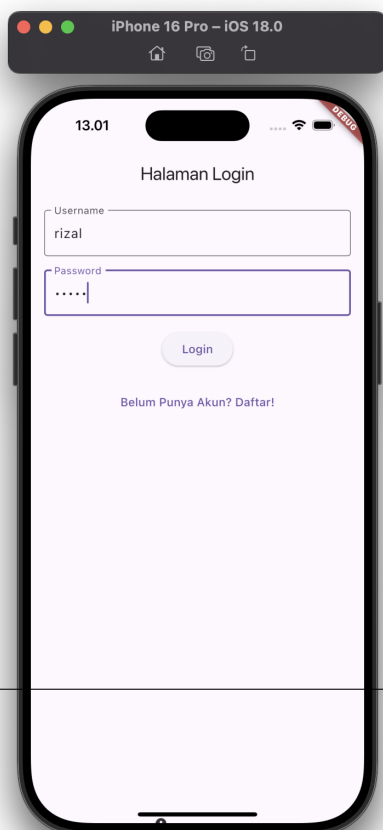 iPhone 16 Pro – iOS 18.0
13.01
DEBUG
Halaman Login
Username
rizal
Password
•••••
Login
Belum Punya Akun? Daftar!